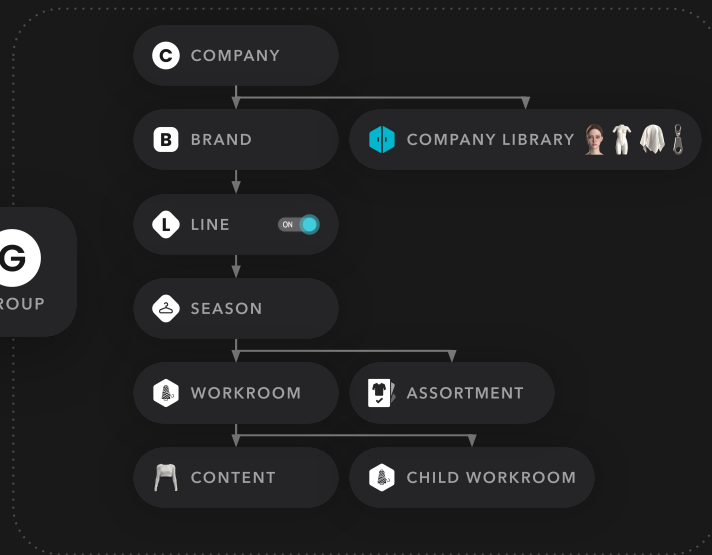 C COMPANY
B BRAND
COMPANY LIBRARY
L LINE ON
G
ROUP
SEASON
WORKROOM
ASSORTMENT
CONTENT
CHILD WORKROOM